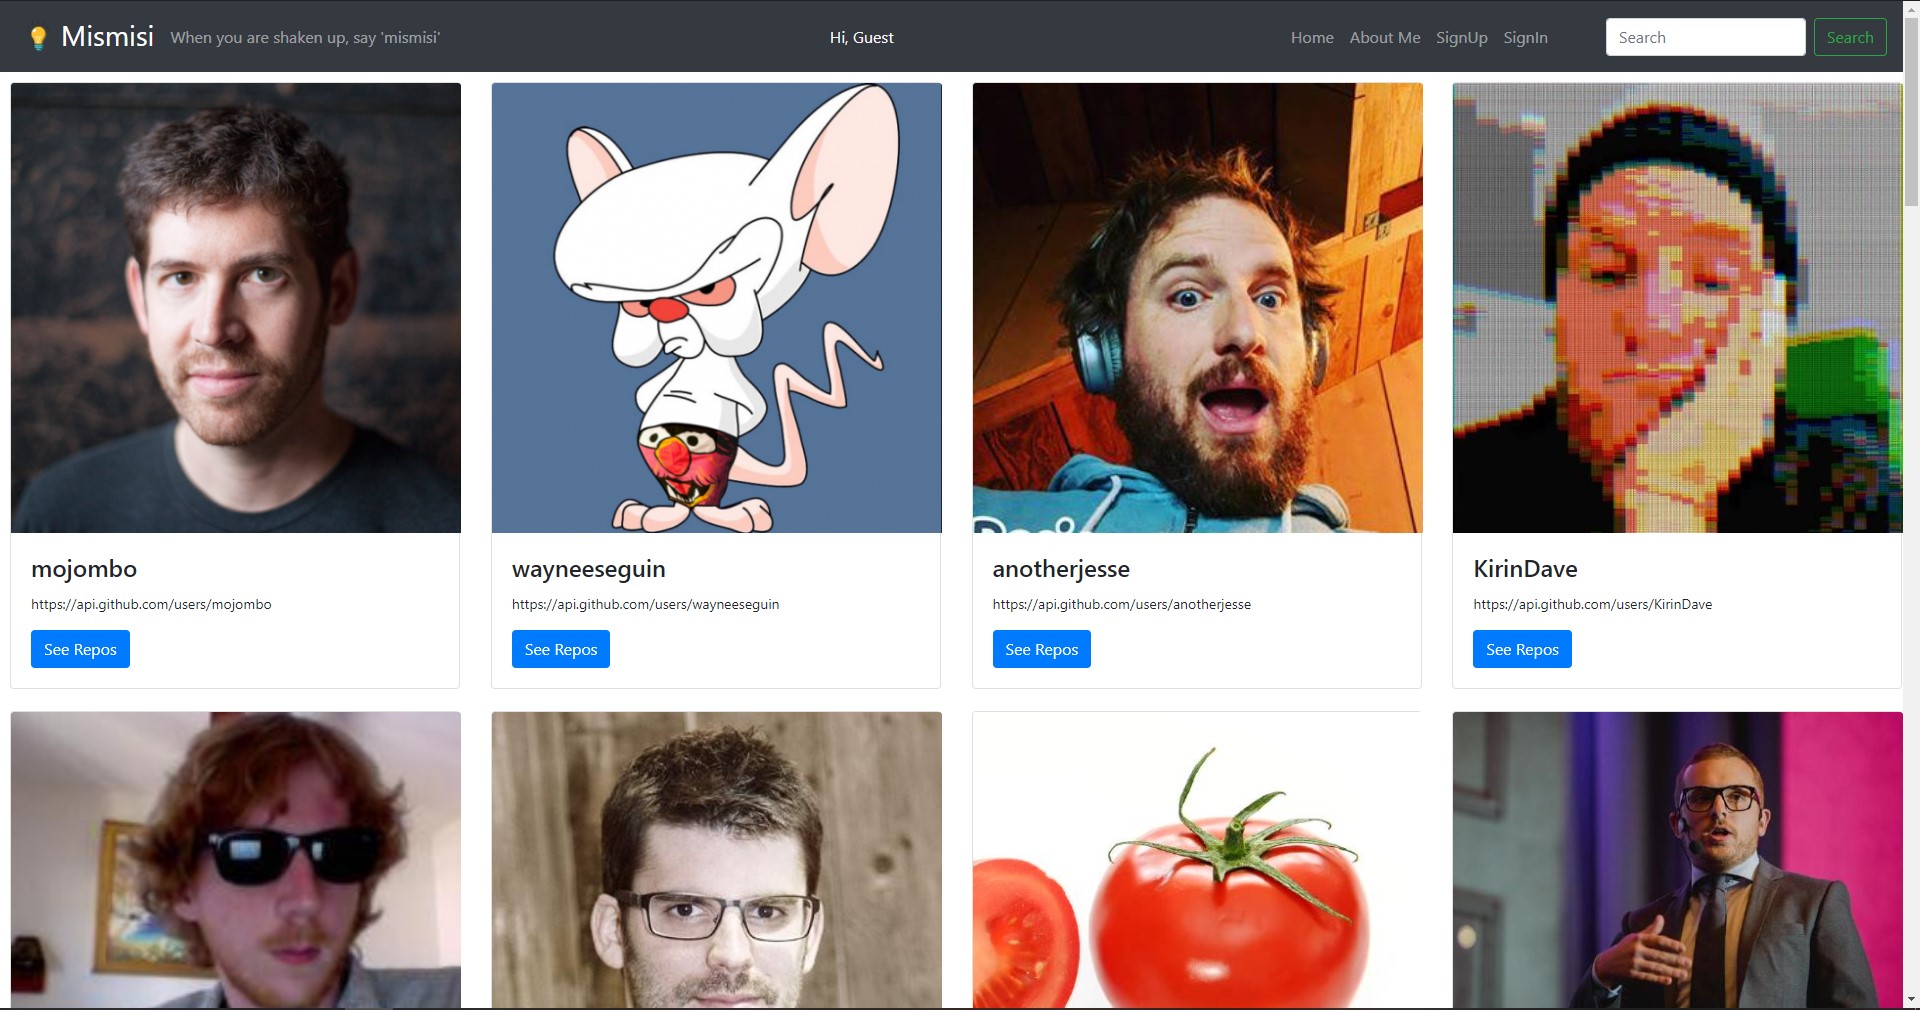 Mismisi When you are shaken up, say 'mismisi' Hi, Guest Home About Me SignUp SignIn Search Search
mojombo wayneeseguin anotherjesse KirinDave
https://api.github.com/users/mojombo https://api.github.com/users/wayneeseguin https://api.github.com/users/anotherjesse https://api.github.com/users/KirinDave
See Repos See Repos See Repos See Repos